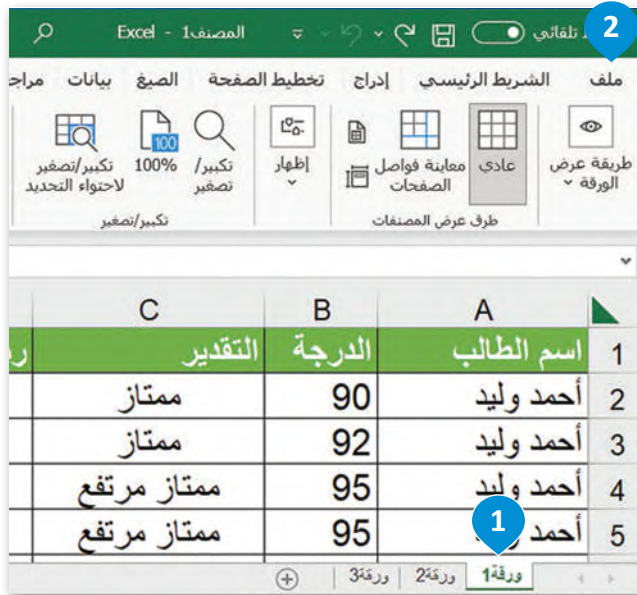 تلقائي المصنف1 - Excel
2
ملف الشريط الرئيسي إدراج تخطيط الصفحة الصيغ بيانات
طريقة عرض الورقة
عادي
معاينة فواصل الصفحات
إظهار
تكبير/تصغير
100
100%
تكبير/تصغير لاحتواء التحديد
طرق عرض المصنفات
تكبير/تصغير
A B C
1 اسم الطالب الدرجة التقدير
2 أحمد وليد 90 ممتاز
3 أحمد وليد 92 ممتاز
4 أحمد وليد 95 ممتاز مرتفع
5 أحمد 95 ممتاز مرتفع
1
ورقة1 ورقة2 ورقة3